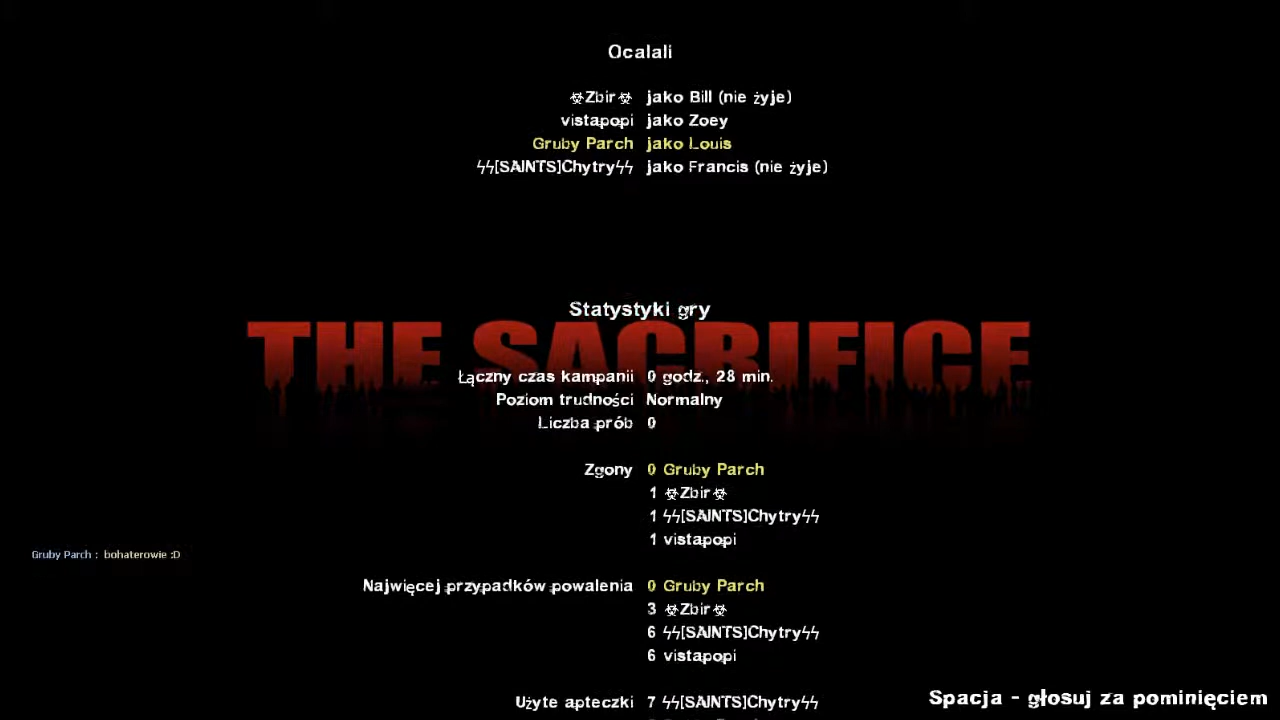 Ocalali
☣Zbir☣ jako Bill (nie żyje)
vistapopi jako Zoey
Gruby Parch jako Louis
ϟϟ[SAINTS]Chytryϟϟ jako Francis (nie żyje)
Statystyki gry
THE SACRIFICE
Łączny czas kampanii 0 godz., 28 min.
Poziom trudności Normalny
Liczba prób 0
Zgony 0 Gruby Parch
1 ☣Zbir☣
1 ϟϟ[SAINTS]Chytryϟϟ
1 vistapopi
Gruby Parch : bohaterowie :D
Najwięcej przypadków powalenia 0 Gruby Parch
3 ☣Zbir☣
6 ϟϟ[SAINTS]Chytryϟϟ
6 vistapopi
Użyte apteczki 7 ϟϟ[SAINTS]Chytryϟϟ
Spacja - głosuj za pominięciem